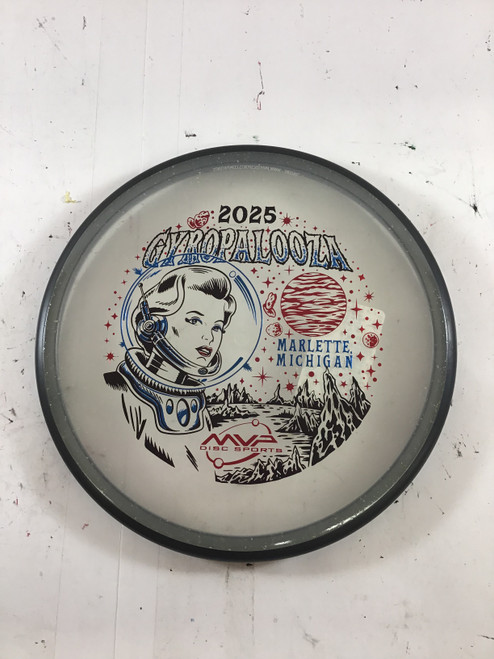 2025
GYROPALOOZA
MARLETTE,
MICHIGAN
MVP
DISC SPORTS